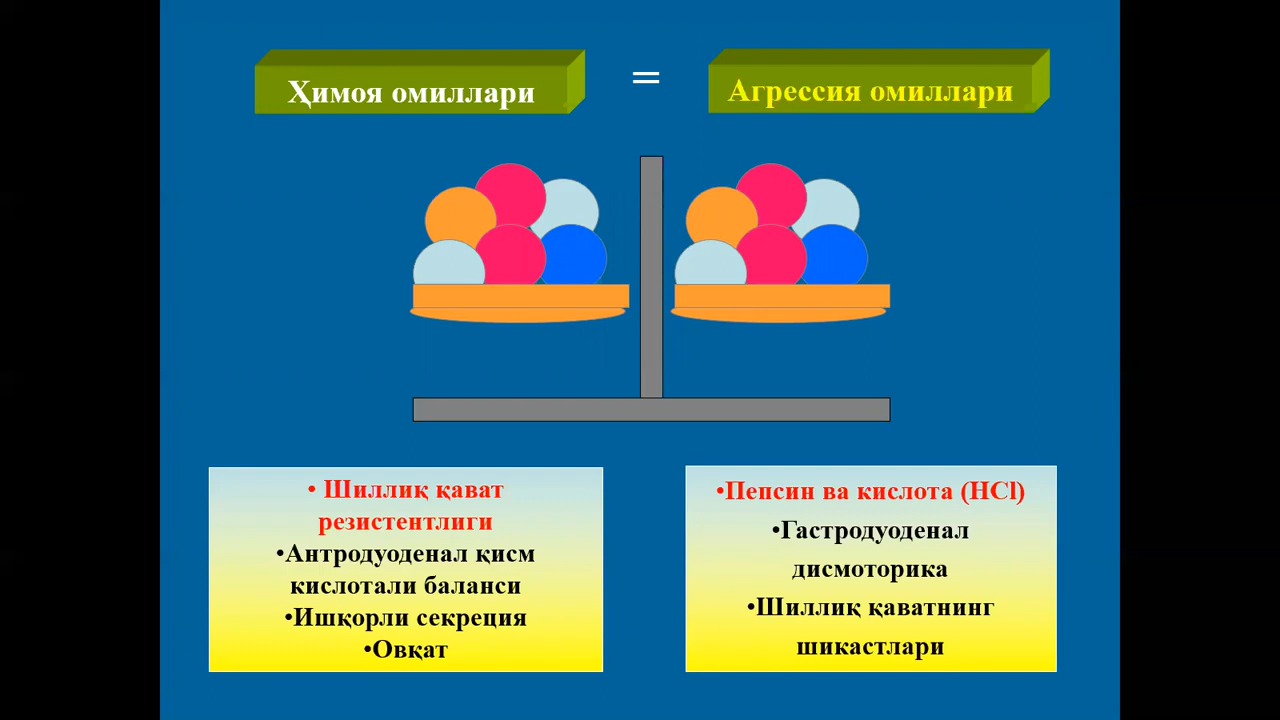 Ҳимоя омиллари
=
Агрессия омиллари
• Шиллиқ қават
резистентлиги
•Антродуоденал қисм
кислотали баланси
•Ишқорли секреция
•Овқат
•Пепсин ва кислота (HCl)
•Гастродуоденал
дисмоторика
•Шиллиқ қаватнинг
шикастлари